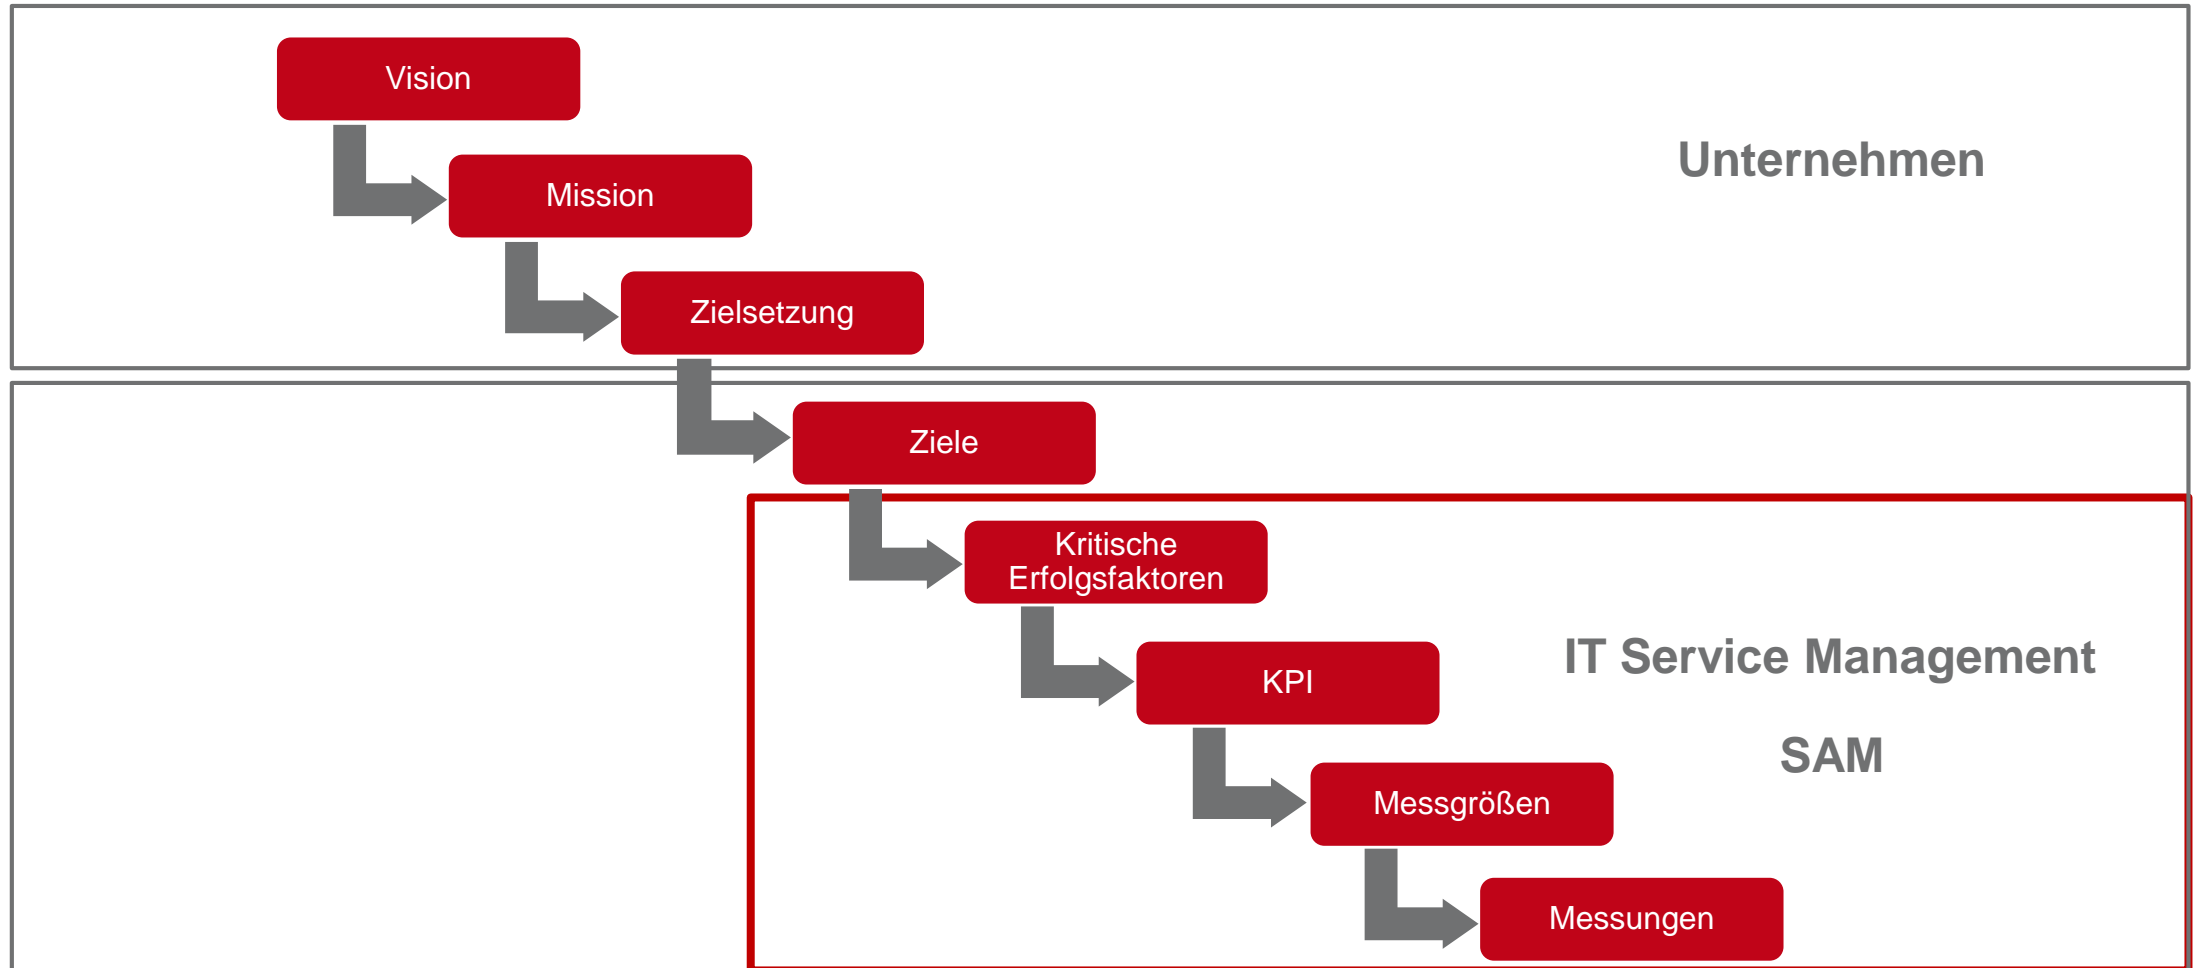 Vision
Unternehmen
Mission
Zielsetzung
Ziele
Kritische
Erfolgsfaktoren
IT Service Management
KPI
SAM
Messgrößen
Messungen